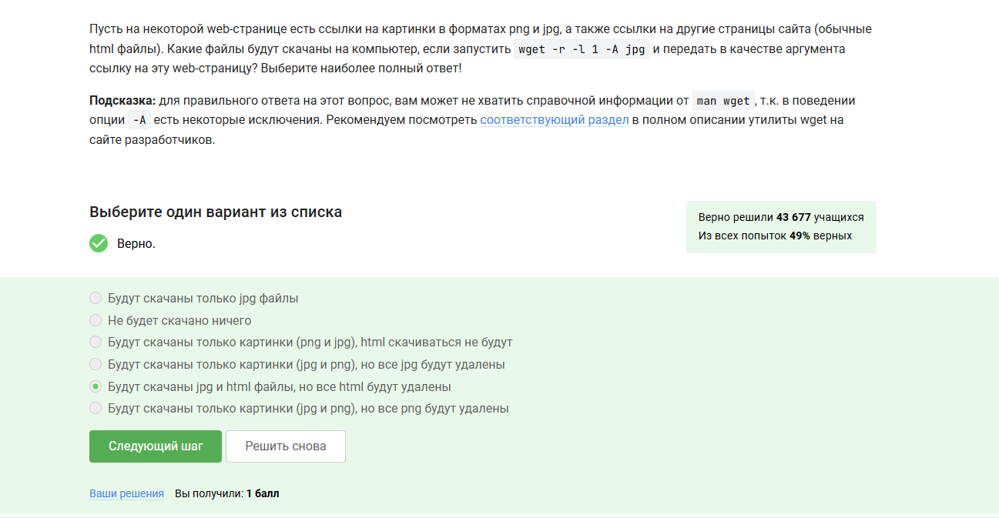 Пусть на некоторой web-странице есть ссылки на картинки в форматах png и jpg, а также ссылки на другие страницы сайта (обычные
html файлы). Какие файлы будут скачаны на компьютер, если запустить wget -r -l 1 -A jpg и передать в качестве аргумента
ссылку на эту web-страницу? Выберите наиболее полный ответ!
Подсказка: для правильного ответа на этот вопрос, вам может не хватить справочной информации от man wget, т.к. в поведении
опции -A есть некоторые исключения. Рекомендуем посмотреть соответствующий раздел в полном описании утилиты wget на
сайте разработчиков.
Выберите один вариант из списка
Верно.
Верно решили 43 677 учащихся
Из всех попыток 49% верных
Будут скачаны только jpg файлы
Не будет скачано ничего
Будут скачаны только картинки (png и jpg), html скачиваться не будут
Будут скачаны только картинки (jpg и png), но все jpg будут удалены
Будут скачаны jpg и html файлы, но все html будут удалены
Будут скачаны только картинки (jpg и png), но все png будут удалены
Следующий шаг
Решить снова
Ваши решения Вы получили: 1 балл